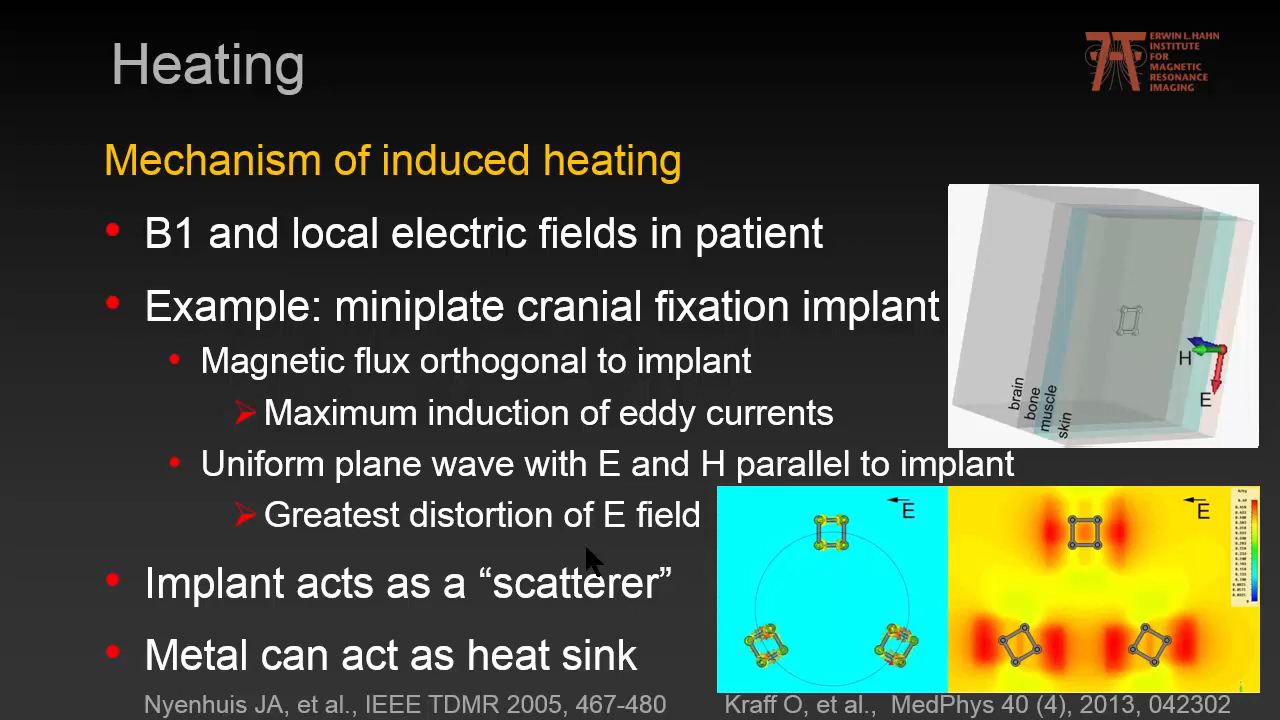 Heating
ERWIN L. HAHN
INSTITUTE
FOR
MAGNETIC
RESONANCE
IMAGING
Mechanism of induced heating
B1 and local electric fields in patient
Example: miniplate cranial fixation implant
Magnetic flux orthogonal to implant
Maximum induction of eddy currents
Uniform plane wave with E and H parallel to implant
Greatest distortion of E field
Implant acts as a “scatterer”
Metal can act as heat sink
brain
bone
muscle
skin
H
E
E
E
Nyenhuis JA, et al., IEEE TDMR 2005, 467-480
Kraff O, et al., MedPhys 40 (4), 2013, 042302